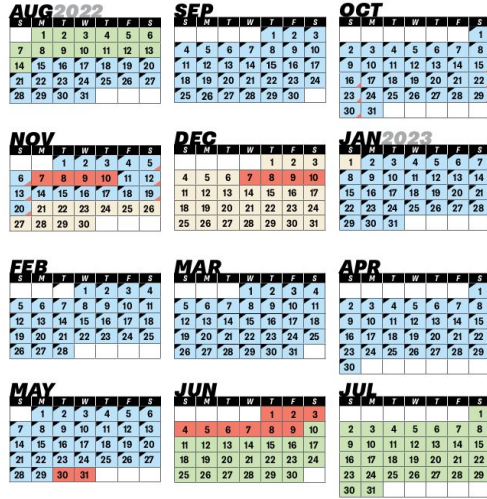 AUG2022
S M T W T F S
1 2 3 4 5 6
7 8 9 10 11 12 13
14 15 16 17 18 19 20
21 22 23 24 25 26 27
28 29 30 31
SEP
S M T W T F S
1 2 3
4 5 6 7 8 9 10
11 12 13 14 15 16 17
18 19 20 21 22 23 24
25 26 27 28 29 30
OCT
S M T W T F S
1
2 3 4 5 6 7 8
9 10 11 12 13 14 15
16 17 18 19 20 21 22
23 24 25 26 27 28 29
30 31
NOV
S M T W T F S
1 2 3 4 5
6 7 8 9 10 11 12
13 14 15 16 17 18 19
20 21 22 23 24 25 26
27 28 29 30
DEC
S M T W T F S
1 2 3
4 5 6 7 8 9 10
11 12 13 14 15 16 17
18 19 20 21 22 23 24
25 26 27 28 29 30 31
JAN2023
S M T W T F S
1 2 3 4 5 6 7
8 9 10 11 12 13 14
15 16 17 18 19 20 21
22 23 24 25 26 27 28
29 30 31
FEB
S M T W T F S
1 2 3 4
5 6 7 8 9 10 11
12 13 14 15 16 17 18
19 20 21 22 23 24 25
26 27 28
MAR
S M T W T F S
1 2 3 4
5 6 7 8 9 10 11
12 13 14 15 16 17 18
19 20 21 22 23 24 25
26 27 28 29 30 31
APR
S M T W T F S
1
2 3 4 5 6 7 8
9 10 11 12 13 14 15
16 17 18 19 20 21 22
23 24 25 26 27 28 29
30
MAY
S M T W T F S
1 2 3 4 5 6
7 8 9 10 11 12 13
14 15 16 17 18 19 20
21 22 23 24 25 26 27
28 29 30 31
JUN
S M T W T F S
1 2 3
4 5 6 7 8 9 10
11 12 13 14 15 16 17
18 19 20 21 22 23 24
25 26 27 28 29 30
JUL
S M T W T F S
1
2 3 4 5 6 7 8
9 10 11 12 13 14 15
16 17 18 19 20 21 22
23 24 25 26 27 28 29
30 31